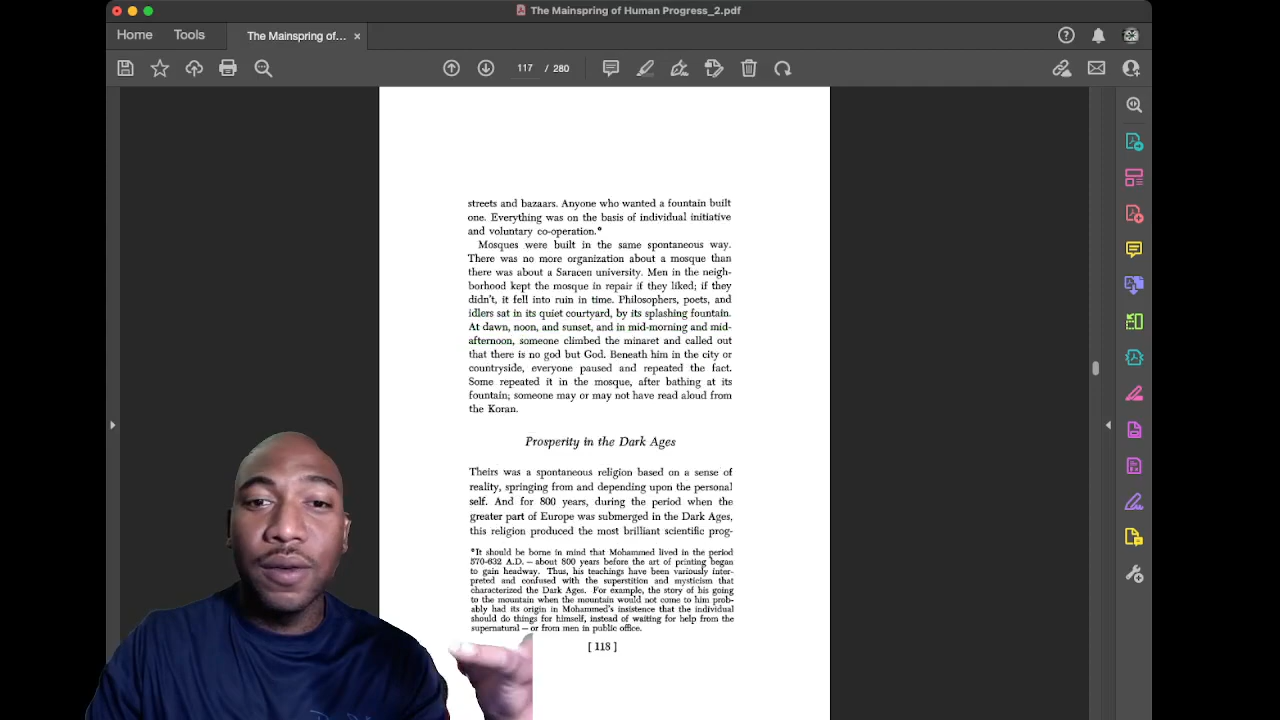 The Mainspring of Human Progress_2.pdf
Home
Tools
The Mainspring of...
117 / 280
streets and bazaars. Anyone who wanted a fountain built
one. Everything was on the basis of individual initiative
and voluntary co-operation.*
Mosques were built in the same spontaneous way.
There was no more organization about a mosque than
there was about a Saracen university. Men in the neigh-
borhood kept the mosque in repair if they liked; if they
didn't, it fell into ruin in time. Philosophers, poets, and
idlers sat in its quiet courtyard, by its splashing fountain.
At dawn, noon, and sunset, and in mid-morning and mid-
afternoon, someone climbed the minaret and called out
that there is no god but God. Beneath him in the city or
countryside, everyone paused and repeated the fact.
Some repeated it in the mosque, after bathing at its
fountain; someone may or may not have read aloud from
the Koran.
Prosperity in the Dark Ages
Theirs was a spontaneous religion based on a sense of
reality, springing from and depending upon the personal
self. And for 800 years, during the period when the
greater part of Europe was submerged in the Dark Ages,
this religion produced the most brilliant scientific prog-
*It should be borne in mind that Mohammed lived in the period
570-632 A.D. — about 800 years before the art of printing began
to gain headway. Thus, his teachings have been variously inter-
preted and confused with the superstition and mysticism that
characterized the Dark Ages. For example, the story of his going
to the mountain when the mountain would not come to him prob-
ably had its origin in Mohammed's insistence that the individual
should do things for himself, instead of waiting for help from the
supernatural — or from men in public office.
[ 118 ]